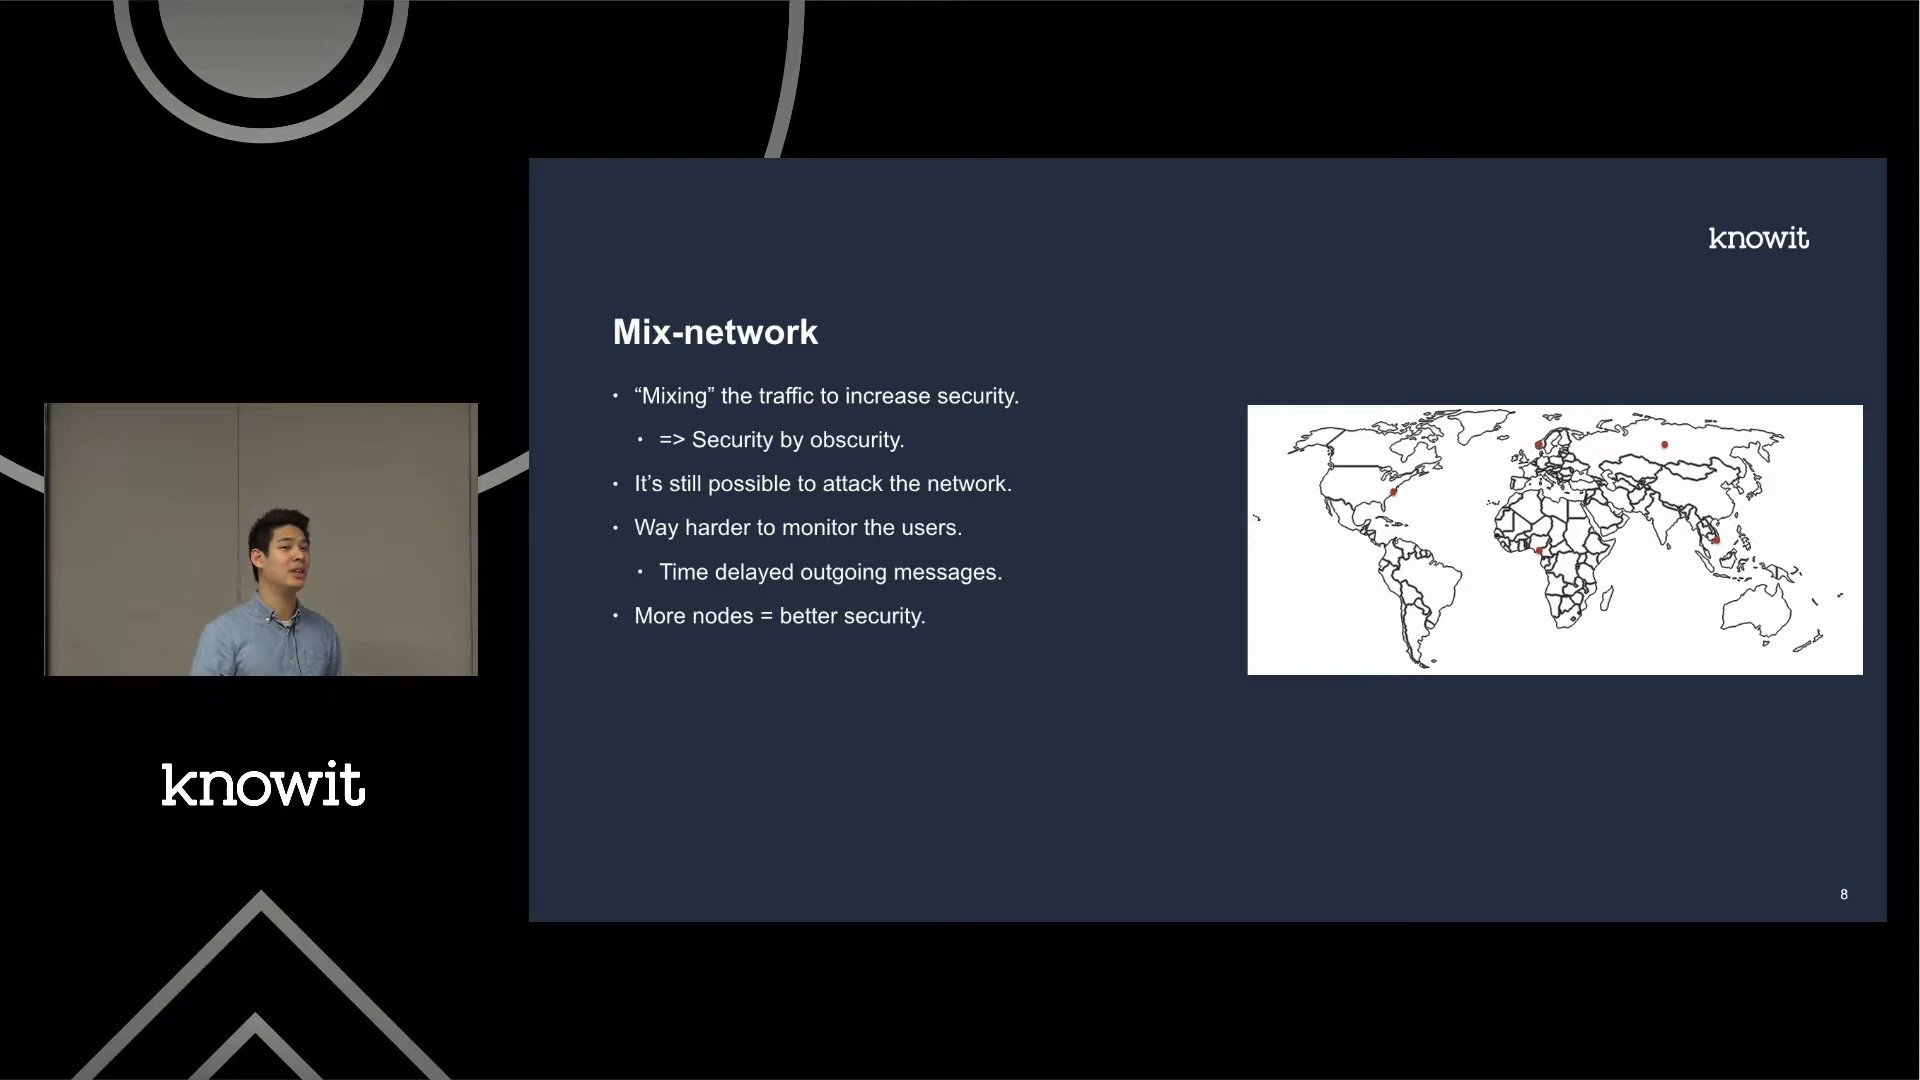 knowit
Mix-network
• “Mixing” the traffic to increase security.
• => Security by obscurity.
• It’s still possible to attack the network.
• Way harder to monitor the users.
• Time delayed outgoing messages.
• More nodes = better security.
knowit
8